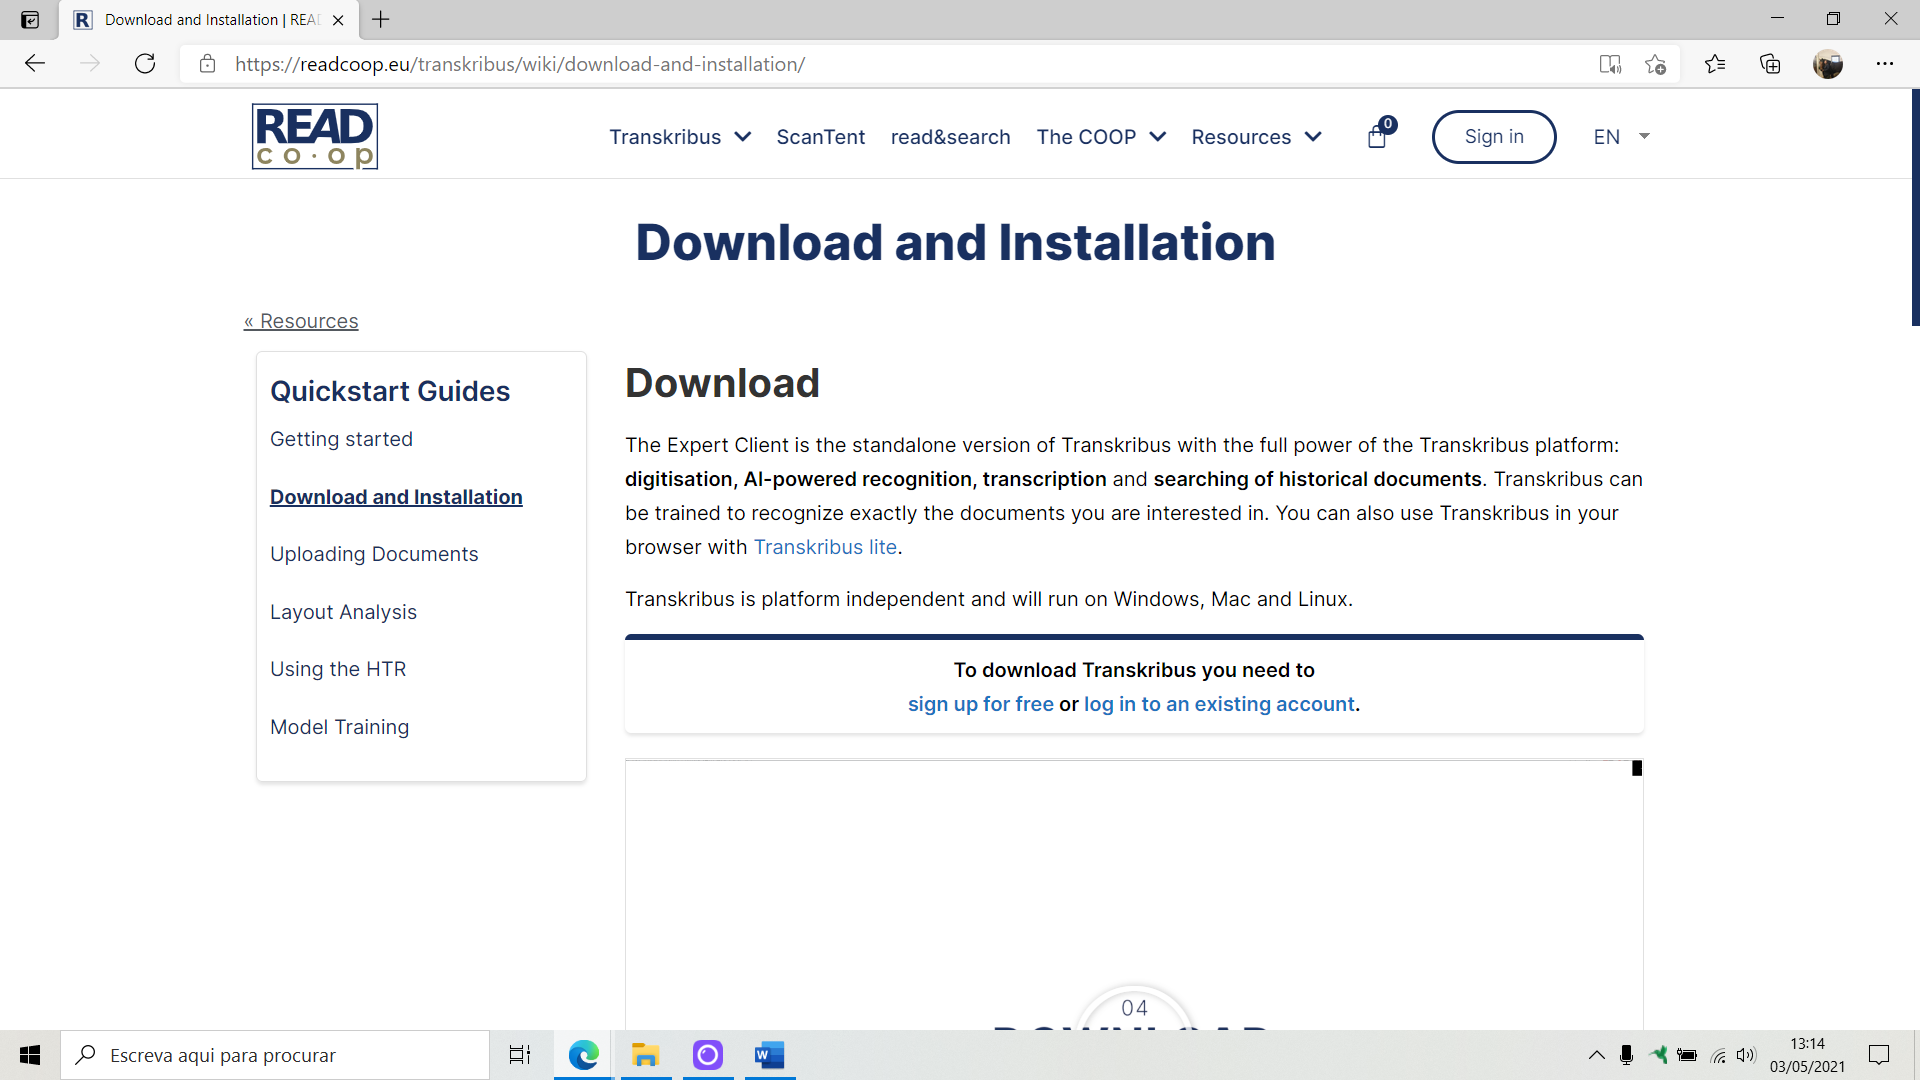 Download and Installation | REA
https://readcoop.eu/transkribus/wiki/download-and-installation/
READ
co·op
Transkribus
ScanTent
read&search
The COOP
Resources
0
Sign in
EN
Download and Installation
« Resources
Quickstart Guides
Getting started
Download and Installation
Uploading Documents
Layout Analysis
Using the HTR
Model Training
Download
The Expert Client is the standalone version of Transkribus with the full power of the Transkribus platform:
digitisation, AI-powered recognition, transcription and searching of historical documents. Transkribus can
be trained to recognize exactly the documents you are interested in. You can also use Transkribus in your
browser with Transkribus lite.
Transkribus is platform independent and will run on Windows, Mac and Linux.
To download Transkribus you need to
sign up for free or log in to an existing account.
04
DOWNLOAD
Escreva aqui para procurar
13:14
03/05/2021